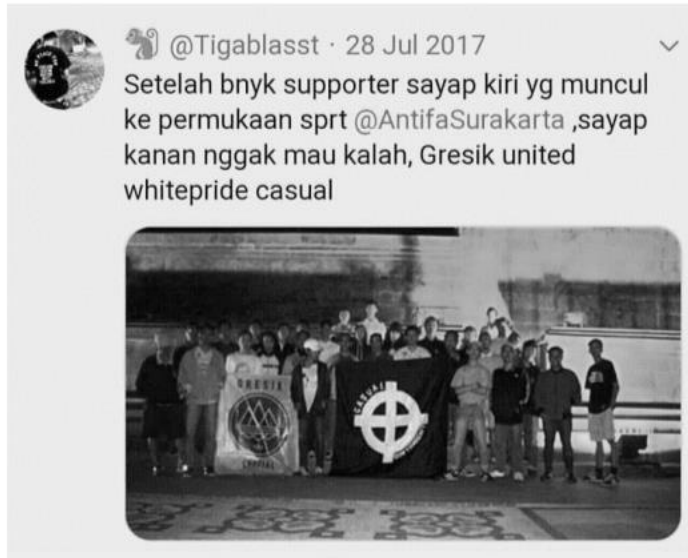 @Tigablasst · 28 Jul 2017
Setelah bnyk supporter sayap kiri yg muncul
ke permukaan sprt @AntifaSurakarta ,sayap
kanan nggak mau kalah, Gresik united
whitepride casual
GRESIK
CASUAL
CASUAL